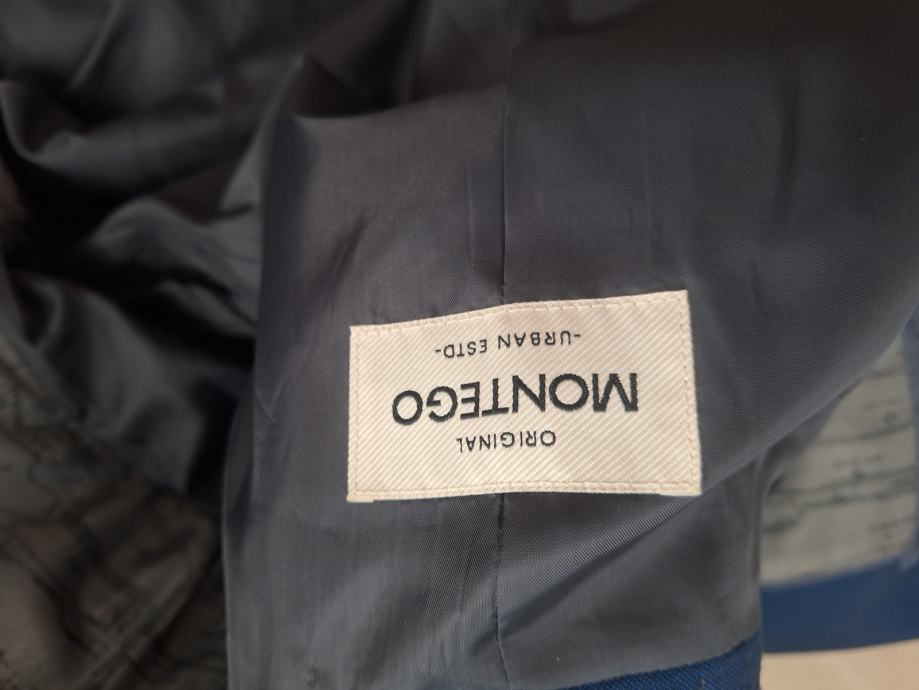 ORIGINAL
MONTEGO
-URBAN ESTD-